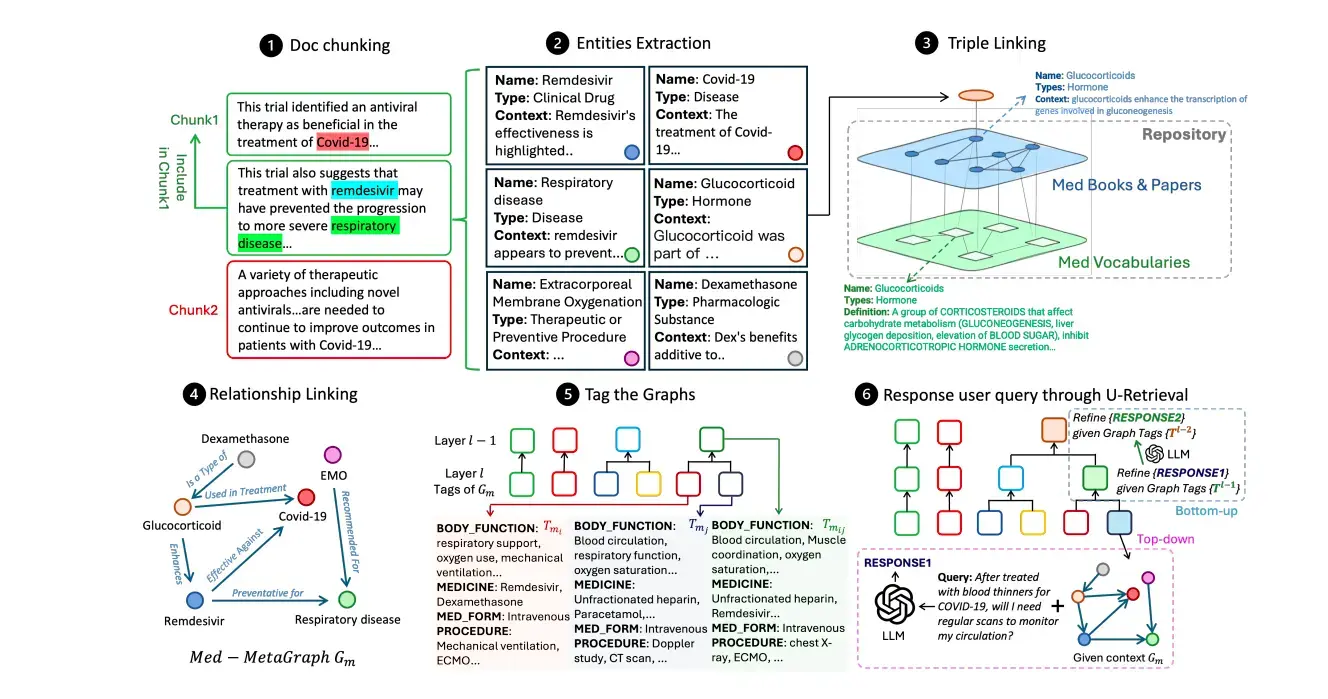 1 Doc chunking
Chunk1
Include
in Chunk1
This trial identified an antiviral
therapy as beneficial in the
treatment of Covid-19...
This trial also suggests that
treatment with remdesivir may
have prevented the progression
to more severe respiratory
disease...
Chunk2
A variety of therapeutic
approaches including novel
antivirals...are needed to
continue to improve outcomes in
patients with Covid-19...
2 Entities Extraction
Name: Remdesivir
Type: Clinical Drug
Context: Remdesivir's
effectiveness is
highlighted..
Name: Covid-19
Type: Disease
Context: The
treatment of Covid-
19...
Name: Respiratory
disease
Type: Disease
Context: remdesivir
appears to prevent...
Name: Glucocorticoid
Type: Hormone
Context:
Glucocorticoid was
part of ...
Name: Extracorporeal
Membrane Oxygenation
Type: Therapeutic or
Preventive Procedure
Context: ...
Name: Dexamethasone
Type: Pharmacologic
Substance
Context: Dex's benefits
additive to..
3 Triple Linking
Name: Glucocorticoids
Types: Hormone
Context: glucocorticoids enhance the transcription of
genes involved in gluconeogenesis
Repository
Med Books & Papers
Med Vocabularies
Name: Glucocorticoids
Types: Hormone
Definition: A group of CORTICOSTEROIDS that affect
carbohydrate metabolism (GLUCONEOGENESIS, liver
glycogen deposition, elevation of BLOOD SUGAR), inhibit
ADRENOCORTICOTROPIC HORMONE secretion...
4 Relationship Linking
Dexamethasone
EMO
Is a Type of
Used in Treatment
Covid-19
Glucocorticoid
Enhances
Effective Against
Recommended For
Preventative for
Remdesivir
Respiratory disease
Med − MetaGraph Gm
5 Tag the Graphs
Layer l − 1
Layer l
Tags of Gm
BODY_FUNCTION: Tmi
respiratory support,
oxygen use, mechanical
ventilation...
MEDICINE: Remdesivir,
Dexamethasone
MED_FORM: Intravenous
PROCEDURE:
Mechanical ventilation,
ECMO...
BODY_FUNCTION: Tmj
Blood circulation,
respiratory function,
oxygen saturation...
MEDICINE:
Unfractionated heparin,
Paracetamol,...
MED_FORM: Intravenous
PROCEDURE: Doppler
study, CT scan, ...
BODY_FUNCTION: Tmij
Blood circulation, Muscle
coordination, oxygen
saturation,...
MEDICINE:
Unfractionated heparin,
Remdesivir...
MED_FORM: Intravenous
PROCEDURE: chest X-
ray, ECMO, ...
6 Response user query through U-Retrieval
Refine {RESPONSE2}
given Graph Tags {Tl-2}
LLM
Refine {RESPONSE1}
given Graph Tags {Tl-1}
Bottom-up
Top-down
RESPONSE1
LLM
Query: After treated
with blood thinners for
COVID-19, will I need
regular scans to monitor
my circulation?
+
Given context Gm